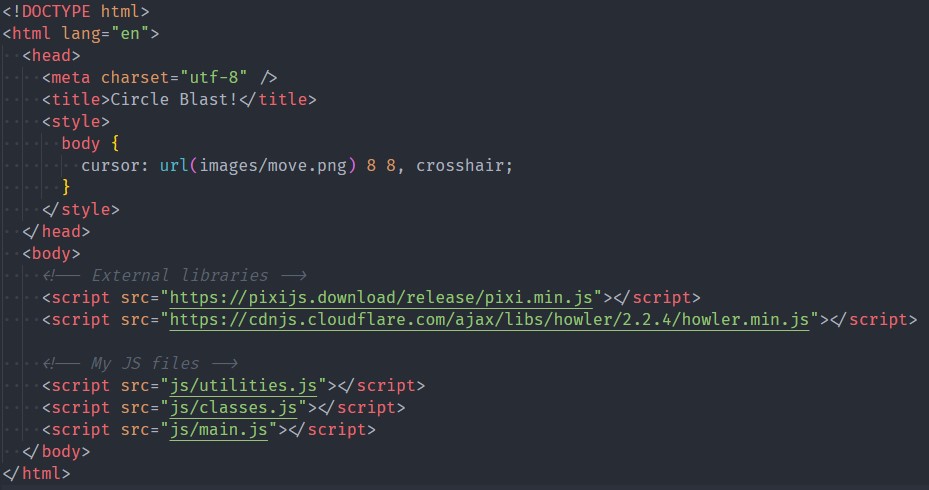 <!DOCTYPE html>
<html lang="en">
  <head>
    <meta charset="utf-8" />
    <title>Circle Blast!</title>
    <style>
      body {
        cursor: url(images/move.png) 8 8, crosshair;
      }
    </style>
  </head>
  <body>
    <!-- External libraries -->
    <script src="https://pixijs.download/release/pixi.min.js"></script>
    <script src="https://cdnjs.cloudflare.com/ajax/libs/howler/2.2.4/howler.min.js"></script>

    <!-- My JS files -->
    <script src="js/utilities.js"></script>
    <script src="js/classes.js"></script>
    <script src="js/main.js"></script>
  </body>
</html>